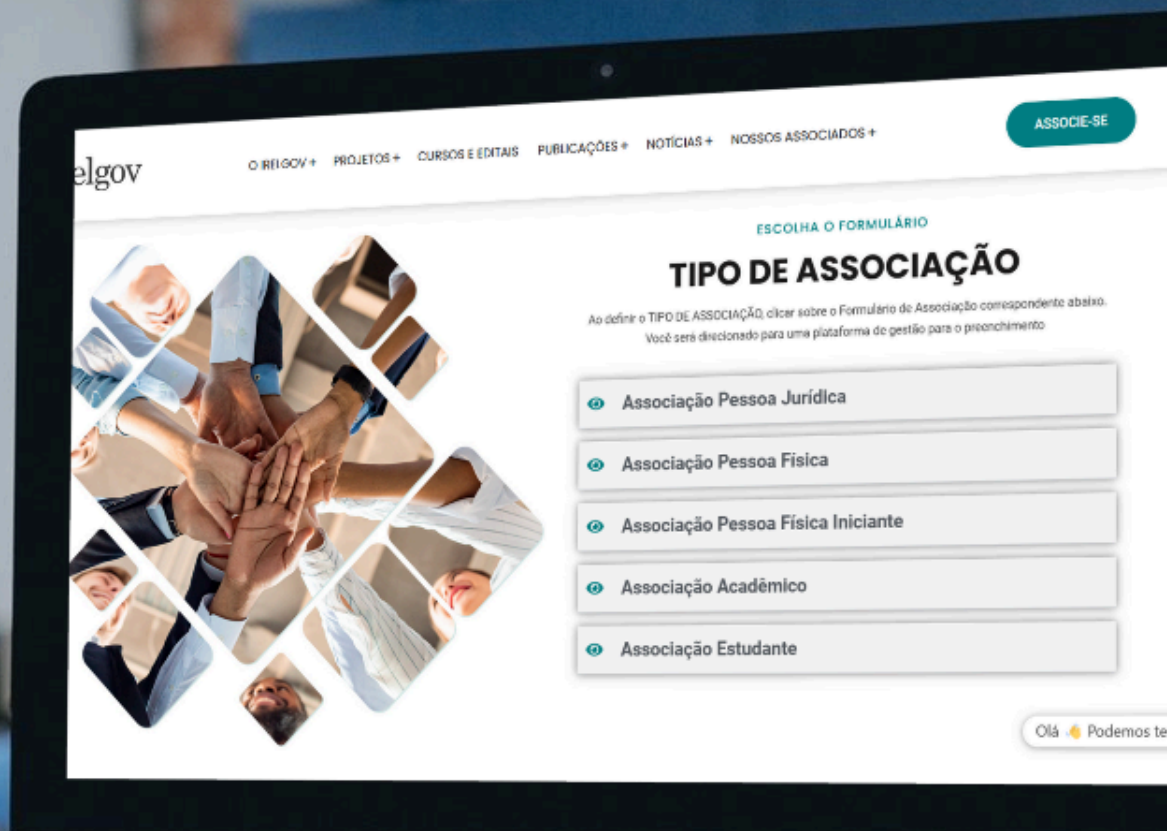 elgov
O IRELGOV + PROJETOS + CURSOS E EDITAIS PUBLICAÇÕES + NOTÍCIAS + NOSSOS ASSOCIADOS + ASSOCIE-SE
ESCOLHA O FORMULÁRIO
TIPO DE ASSOCIAÇÃO
Ao definir o TIPO DE ASSOCIAÇÃO, clicar sobre o Formulário de Associação correspondente abaixo.
Você será direcionado para uma plataforma de gestão para o preenchimento
Associação Pessoa Jurídica
Associação Pessoa Física
Associação Pessoa Física Iniciante
Associação Acadêmico
Associação Estudante
Olá 👋 Podemos te